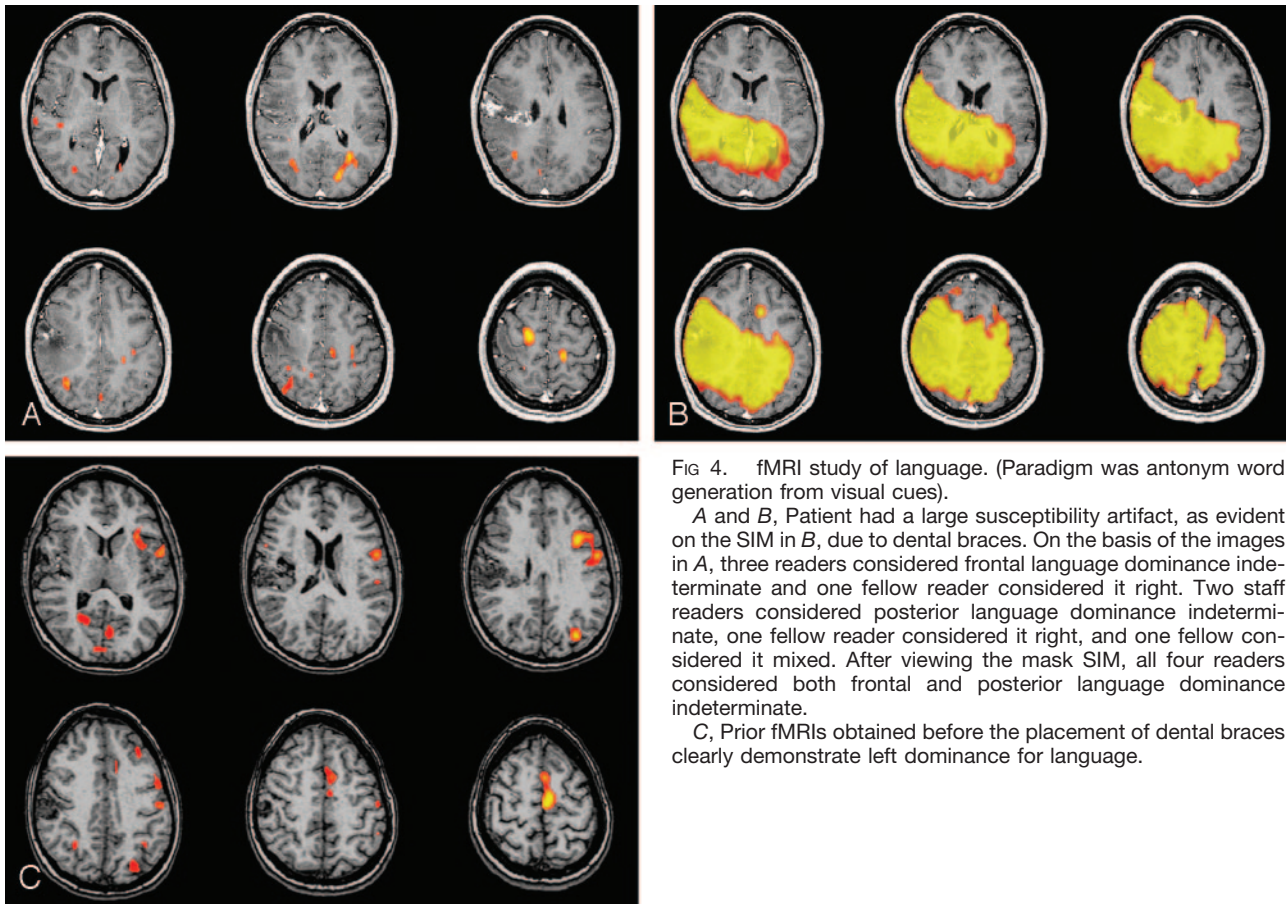 A
B
C
FIG 4. fMRI study of language. (Paradigm was antonym word
generation from visual cues).
A and B, Patient had a large susceptibility artifact, as evident
on the SIM in B, due to dental braces. On the basis of the images
in A, three readers considered frontal language dominance inde-
terminate and one fellow reader considered it right. Two staff
readers considered posterior language dominance indetermi-
nate, one fellow reader considered it right, and one fellow con-
sidered it mixed. After viewing the mask SIM, all four readers
considered both frontal and posterior language dominance
indeterminate.
C, Prior fMRIs obtained before the placement of dental braces
clearly demonstrate left dominance for language.